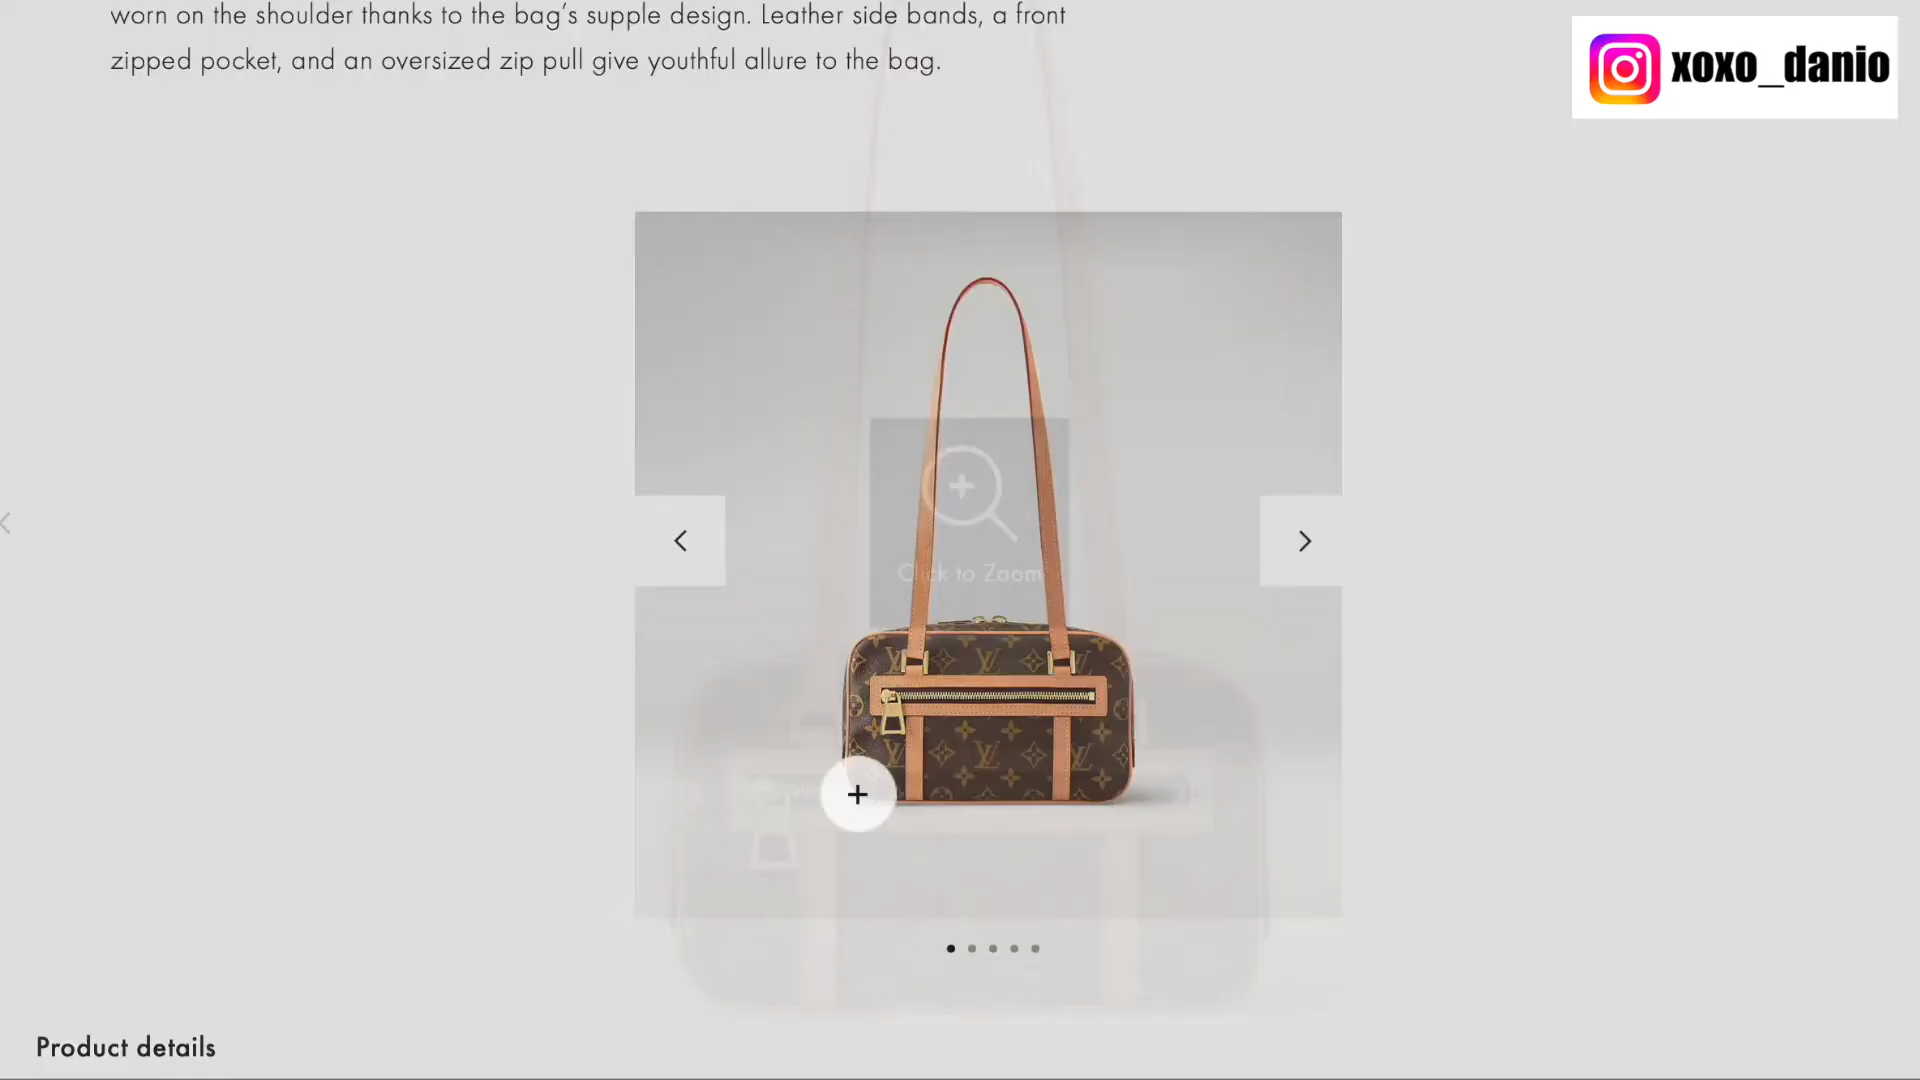 worn on the shoulder thanks to the bag's supple design. Leather side bands, a front
zipped pocket, and an oversized zip pull give youthful allure to the bag.
xoxo_danio
Click to Zoom
Product details